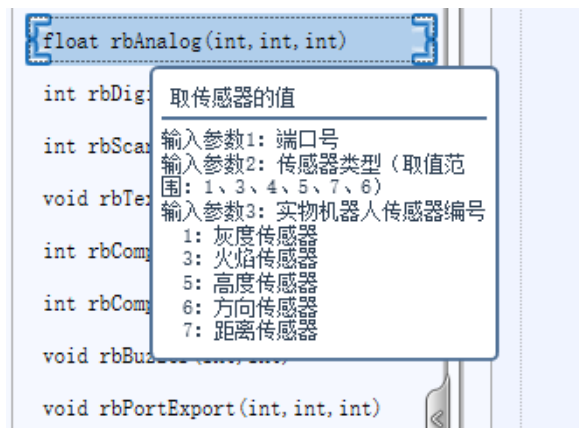 float rbAnalog(int,int,int)
int rbDig
取传感器的值
int rbScan
输入参数1: 端口号
输入参数2: 传感器类型（取值范
void rbTe
围: 1、3、4、5、7、6）
输入参数3: 实物机器人传感器编号
1: 灰度传感器
int rbCom
3: 火焰传感器
5: 高度传感器
int rbCom
6: 方向传感器
7: 距离传感器
void rbBuzzer(int,int)
void rbPortExport(int,int,int)